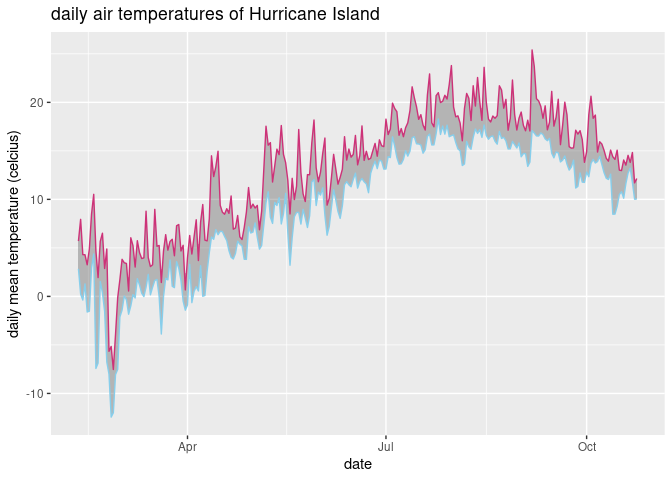 daily air temperatures of Hurricane Island
daily mean temperature (celcius)
20
10
0
-10
Apr
Jul
Oct
date